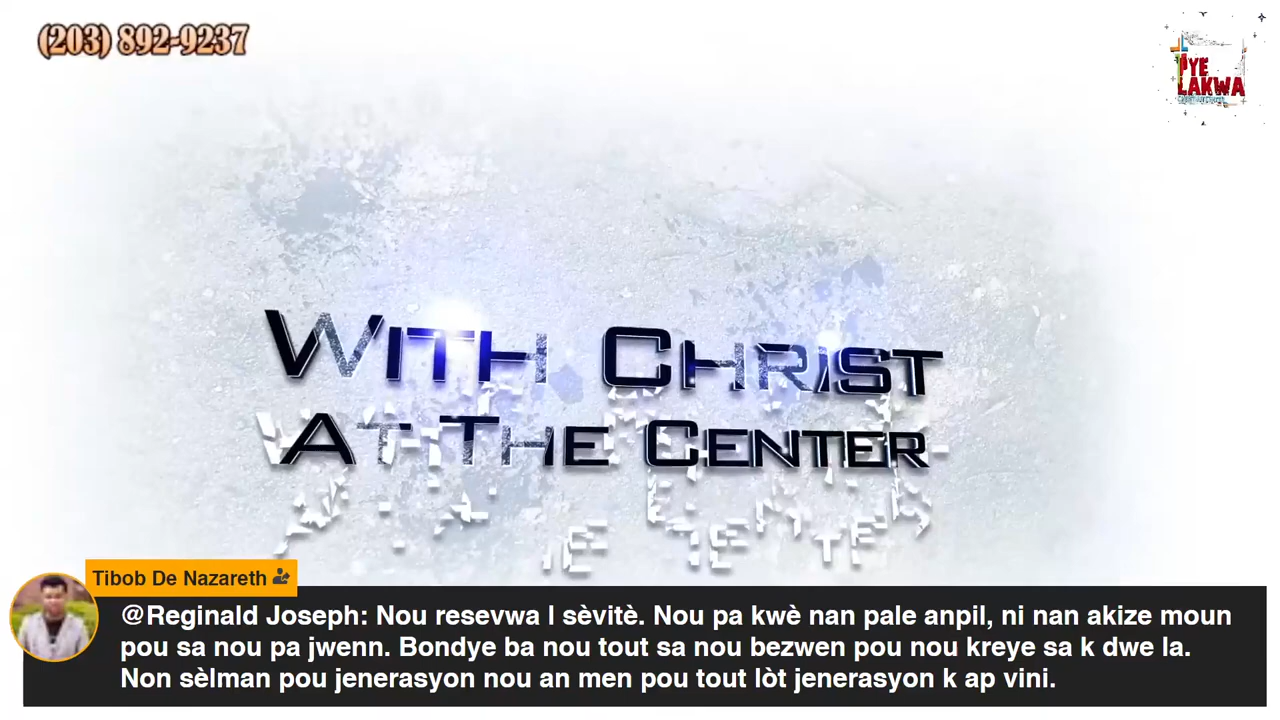 (203) 892-9237
PYE
LAKWA
WITH CHRIST
AT THE CENTER
Tibob De Nazareth
@Reginald Joseph: Nou resevwa l sèvitè. Nou pa kwè nan pale anpil, ni nan akize moun
pou sa nou pa jwenn. Bondye ba nou tout sa nou bezwen pou nou kreye sa k dwe la.
Non sèlman pou jenerasyon nou an men pou tout lòt jenerasyon k ap vini.